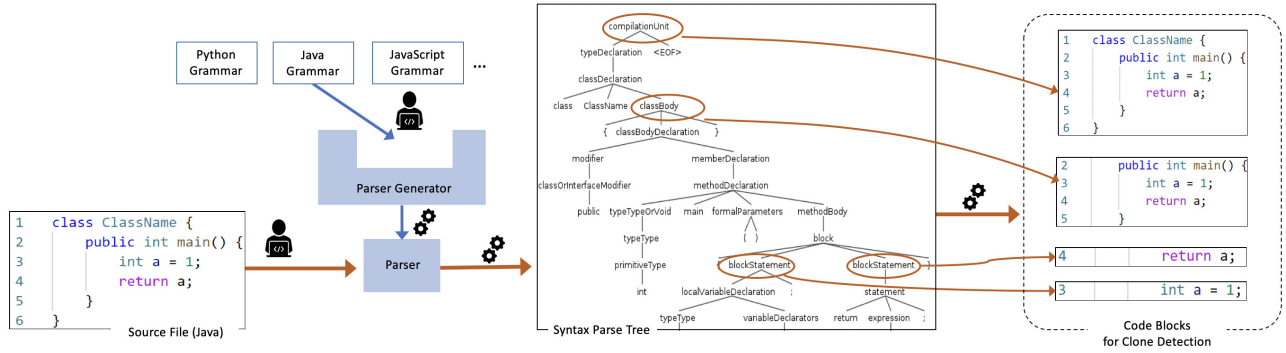 Python
Grammar
Java
Grammar
JavaScript
Grammar
...
Parser Generator
Parser
1 class ClassName {
2 public int main() {
3 int a = 1;
4 return a;
5 }
6 }
Source File (Java)
compilationUnit
typeDeclaration <EOF>
classDeclaration
class ClassName classBody
{ classBodyDeclaration }
modifier memberDeclaration
classOrInterfaceModifier methodDeclaration
public typeTypeOrVoid main formalParameters methodBody
typeType ( ) block
primitiveType { blockStatement blockStatement }
int localVariableDeclaration ; statement
typeType variableDeclarators return expression ;
Syntax Parse Tree
1 class ClassName {
2 public int main() {
3 int a = 1;
4 return a;
5 }
6 }
2 public int main() {
3 int a = 1;
4 return a;
5 }
4 return a;
3 int a = 1;
Code Blocks
for Clone Detection